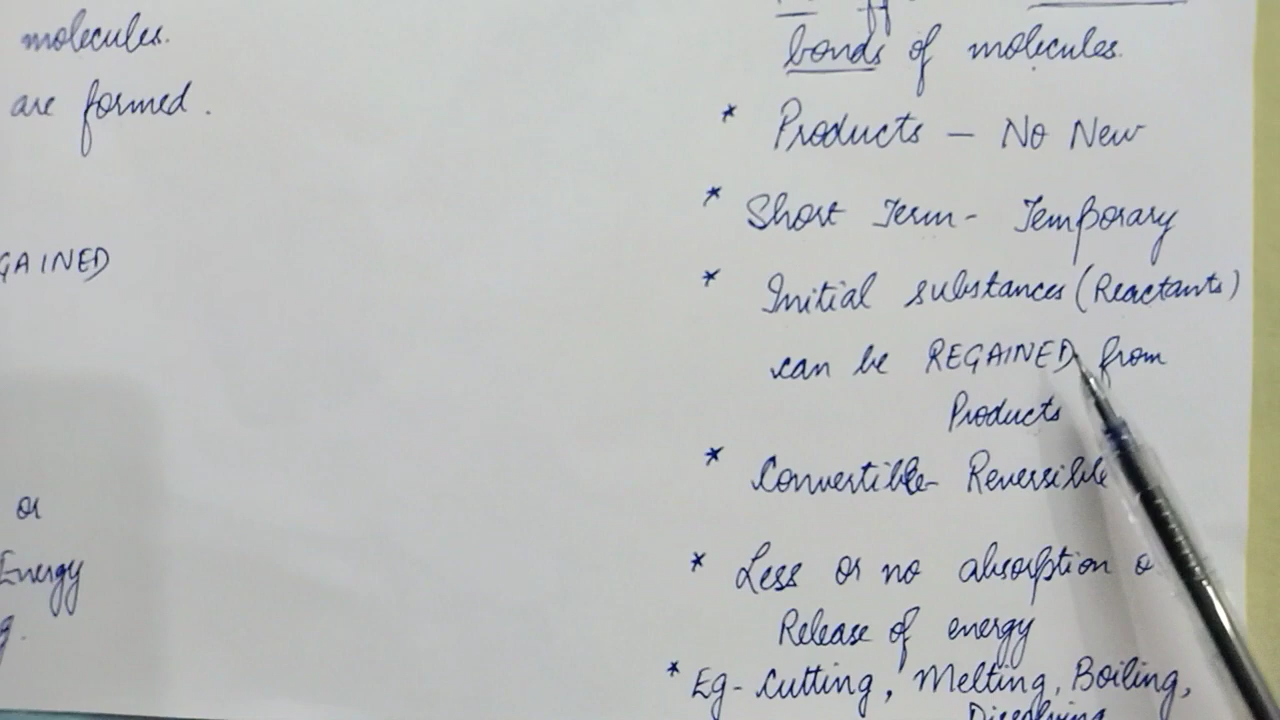 molecules.
are formed.
GAINED
or
Energy
g.
bonds of molecules.
* Products - No New
* Short Term - Temporary
* Initial substances (Reactants)
can be REGAINED from
Products
* Convertible - Reversible
* Less or no absorption o
Release of energy
* Eg - Cutting, Melting, Boiling,
Dissolving